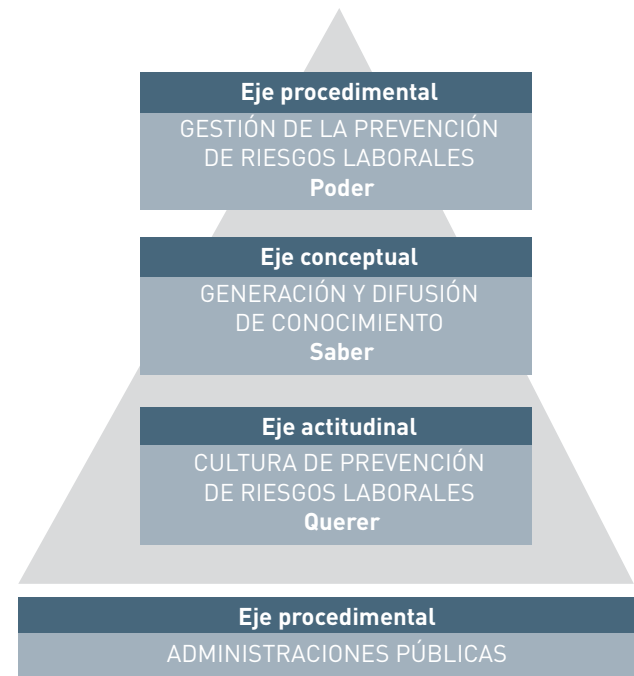 Eje procedimental
GESTIÓN DE LA PREVENCIÓN
DE RIESGOS LABORALES
Poder
Eje conceptual
GENERACIÓN Y DIFUSIÓN
DE CONOCIMIENTO
Saber
Eje actitudinal
CULTURA DE PREVENCIÓN
DE RIESGOS LABORALES
Querer
Eje procedimental
ADMINISTRACIONES PÚBLICAS